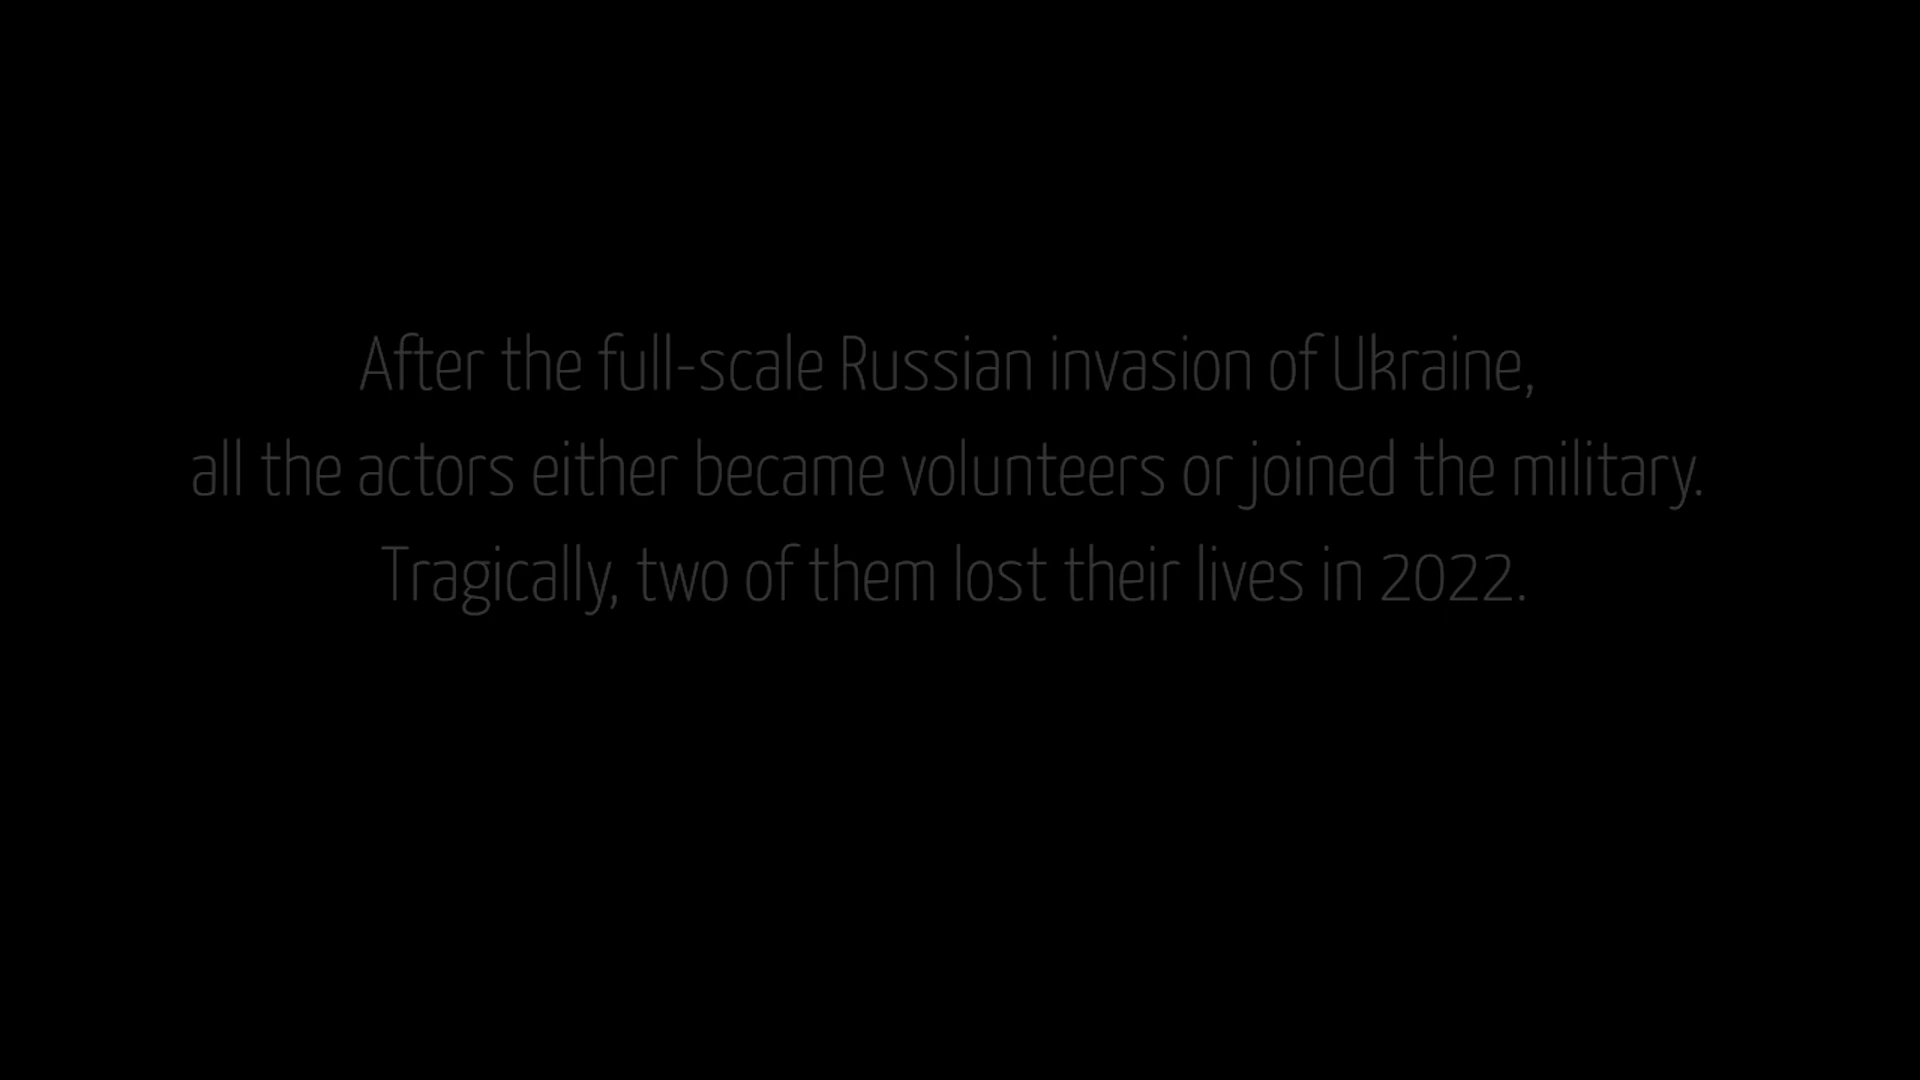 After the full-scale Russian invasion of Ukraine,
all the actors either became volunteers or joined the military.
Tragically, two of them lost their lives in 2022.